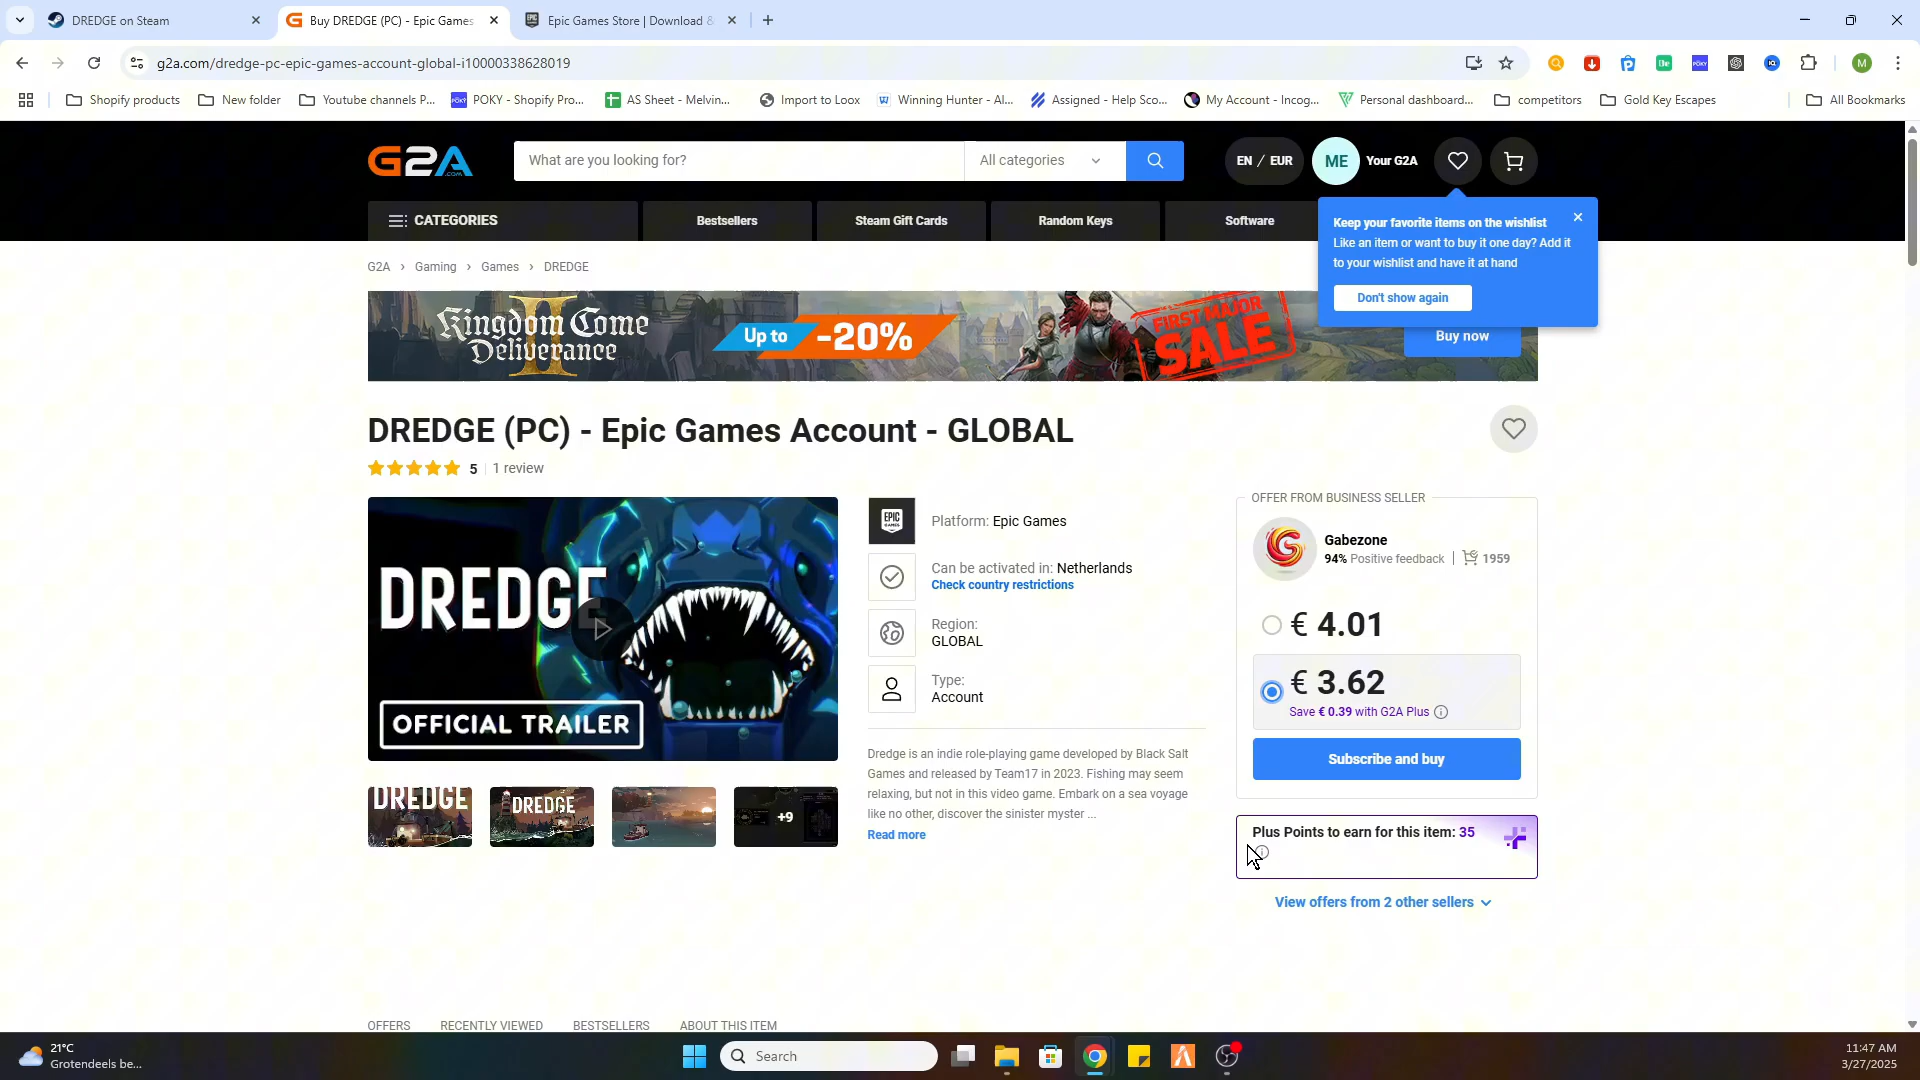 DREDGE on Steam
Buy DREDGE (PC) - Epic Games
Epic Games Store | Download &
g2a.com/dredge-pc-epic-games-account-global-i10000338628019
M
Shopify products
New folder
Youtube channels P...
POKY - Shopify Pro...
AS Sheet - Melvin...
Import to Loox
Winning Hunter - AI...
Assigned - Help Sco...
My Account - Incog...
Personal dashboard...
competitors
Gold Key Escapes
All Bookmarks
G2A.COM
What are you looking for?
All categories
EN / EUR
ME
Your G2A
CATEGORIES
Bestsellers
Steam Gift Cards
Random Keys
Software
Keep your favorite items on the wishlist
Like an item or want to buy it one day? Add it
to your wishlist and have it at hand
Don't show again
G2A > Gaming > Games > DREDGE
Kingdom Come
Deliverance
II
Up to -20%
FIRST MAJOR
SALE
Buy now
DREDGE (PC) - Epic Games Account - GLOBAL
5 | 1 review
DREDGE
OFFICIAL TRAILER
DREDGE
DREDGE
+9
EPIC
GAMES
Platform: Epic Games
Can be activated in: Netherlands
Check country restrictions
Region:
GLOBAL
Type:
Account
Dredge is an indie role-playing game developed by Black Salt
Games and released by Team17 in 2023. Fishing may seem
relaxing, but not in this video game. Embark on a sea voyage
like no other, discover the sinister myster ...
Read more
OFFER FROM BUSINESS SELLER
Gabezone
94% Positive feedback | 1959
€ 4.01
€ 3.62
Save € 0.39 with G2A Plus
Subscribe and buy
Plus Points to earn for this item: 35
View offers from 2 other sellers
OFFERS
RECENTLY VIEWED
BESTSELLERS
ABOUT THIS ITEM
21°C
Grotendeels be...
Search
11:47 AM
3/27/2025